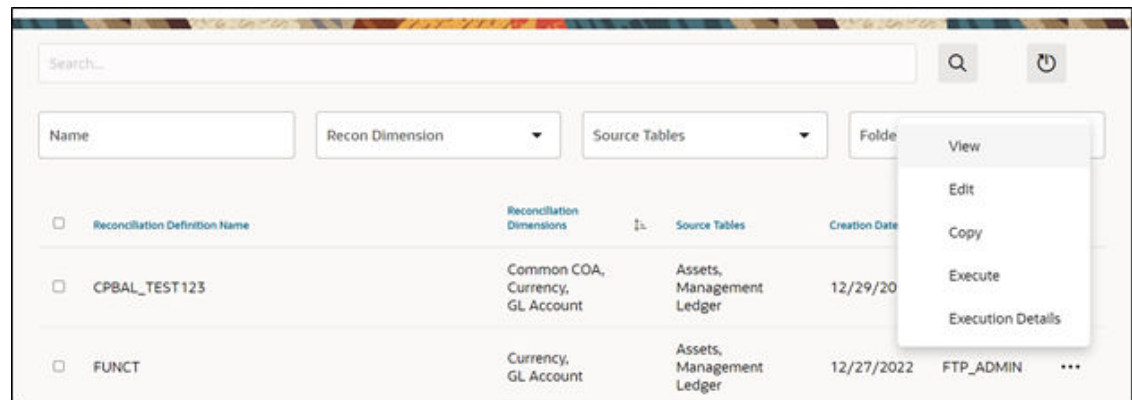 Search...
Name
Recon Dimension
Source Tables
Folde
View
Edit
Copy
Execute
Execution Details
Reconciliation Definition Name
Reconciliation
Dimensions
Source Tables
Creation Date
CPBAL_TEST123
Common COA,
Currency,
GL Account
Assets,
Management
Ledger
12/29/20
FUNCT
Currency,
GL Account
Assets,
Management
Ledger
12/27/2022
FTP_ADMIN